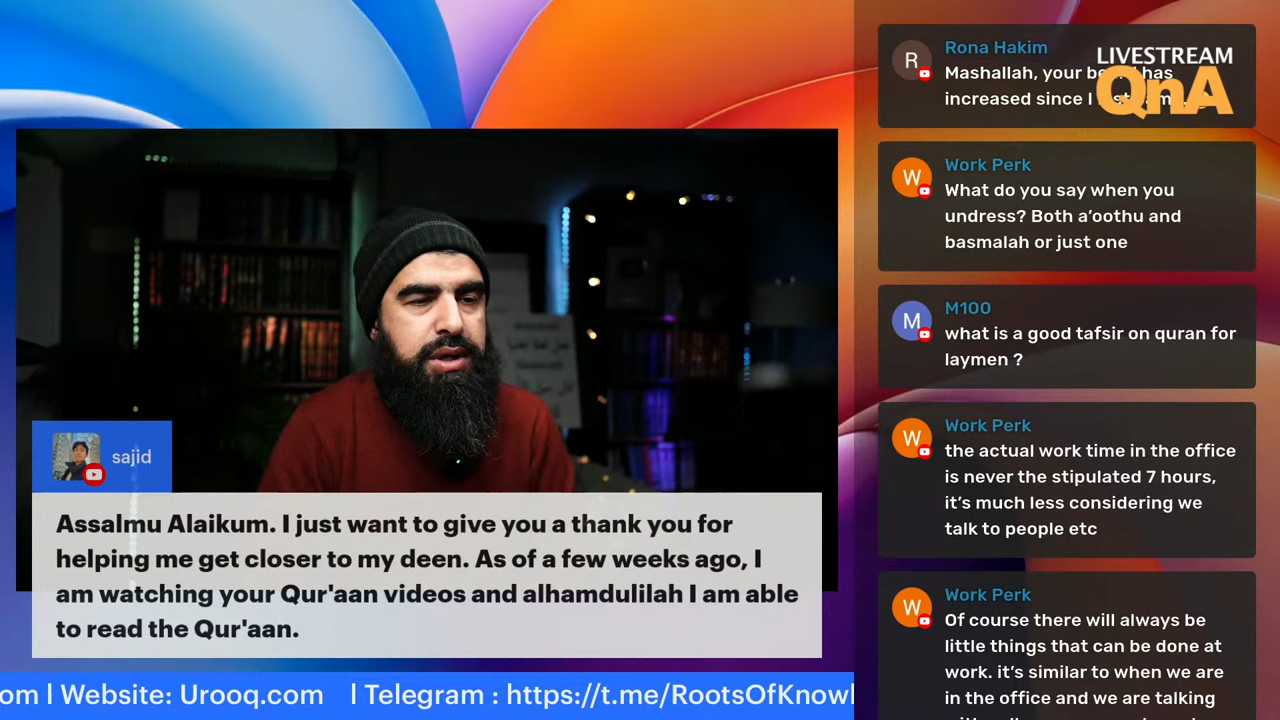 sajid
Assalmu Alaikum. I just want to give you a thank you for
helping me get closer to my deen. As of a few weeks ago, I
am watching your Qur'aan videos and alhamdulilah I am able
to read the Qur'aan.
om l Website: Urooq.com l Telegram : https://t.me/RootsOfKnowl
LIVESTREAM
QnA
R
Rona Hakim
Mashallah, your has
increased since I
W
Work Perk
What do you say when you
undress? Both a’oothu and
basmalah or just one
M
M100
what is a good tafsir on quran for
laymen ?
W
Work Perk
the actual work time in the office
is never the stipulated 7 hours,
it’s much less considering we
talk to people etc
W
Work Perk
Of course there will always be
little things that can be done at
work. it’s similar to when we are
in the office and we are talking